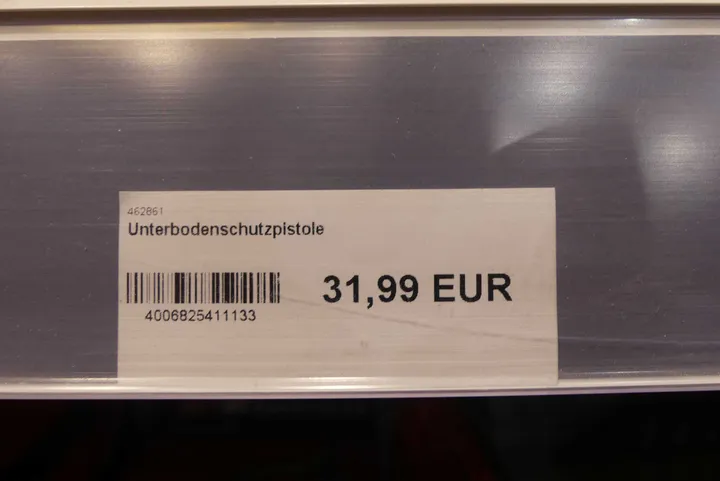 462861
Unterbodenschutzpistole
31,99 EUR
4006825411133